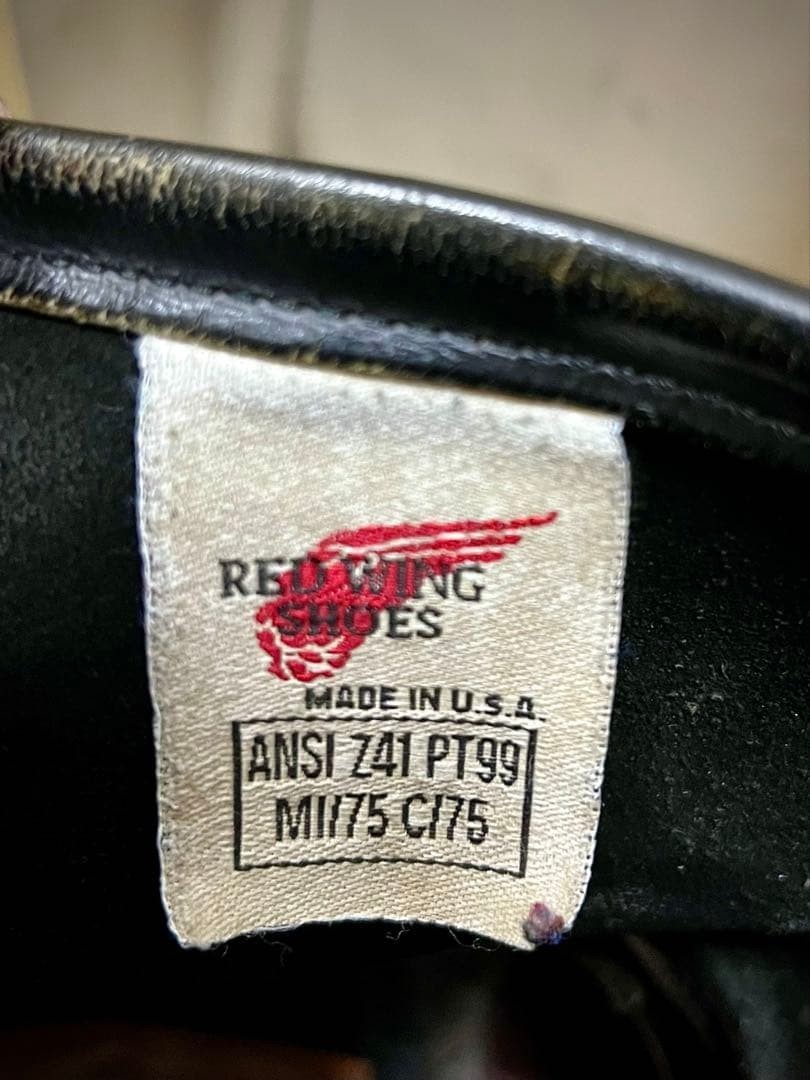 RED WING
SHOES
MADE IN U.S.A.
ANSI Z41 PT99
MI/75 C/75